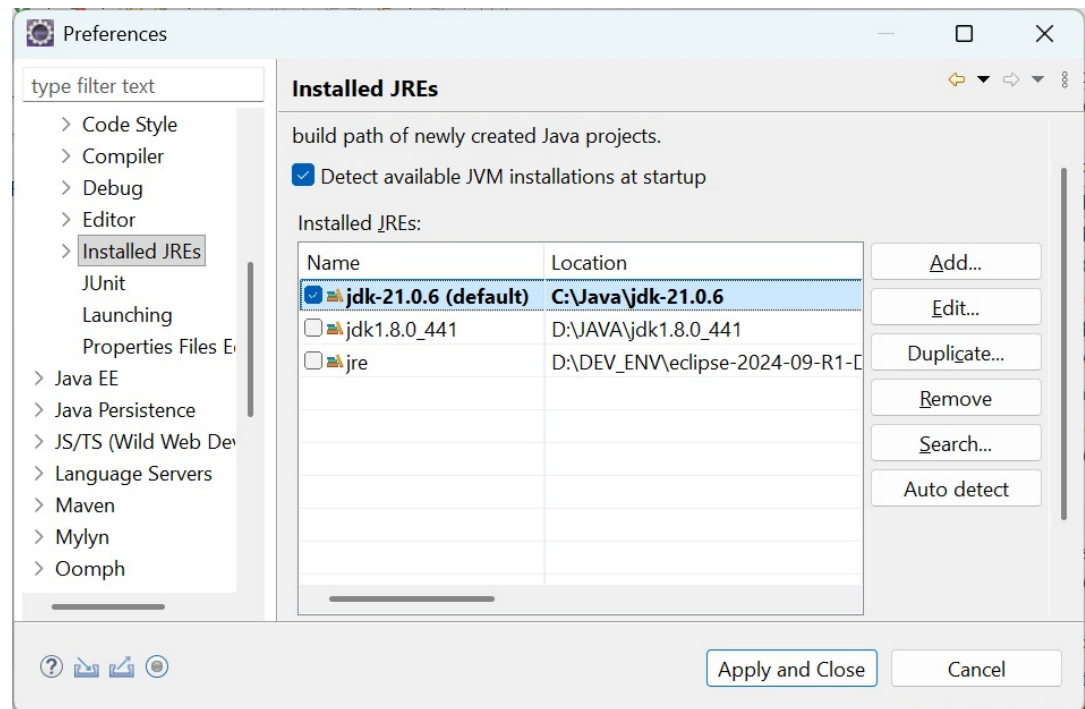 Preferences
type filter text
Code Style
Compiler
Debug
Editor
Installed JREs
JUnit
Launching
Properties Files
Java EE
Java Persistence
JS/TS (Wild Web Dev
Language Servers
Maven
Mylyn
Oomph
Installed JREs
build path of newly created Java projects.
Detect available JVM installations at startup
Installed JREs:
Name Location
jdk-21.0.6 (default) C:\Java\jdk-21.0.6
jdk1.8.0_441 D:\JAVA\jdk1.8.0_441
jre D:\DEV_ENV\eclipse-2024-09-R1-D
Add...
Edit...
Duplicate...
Remove
Search...
Auto detect
Apply and Close
Cancel